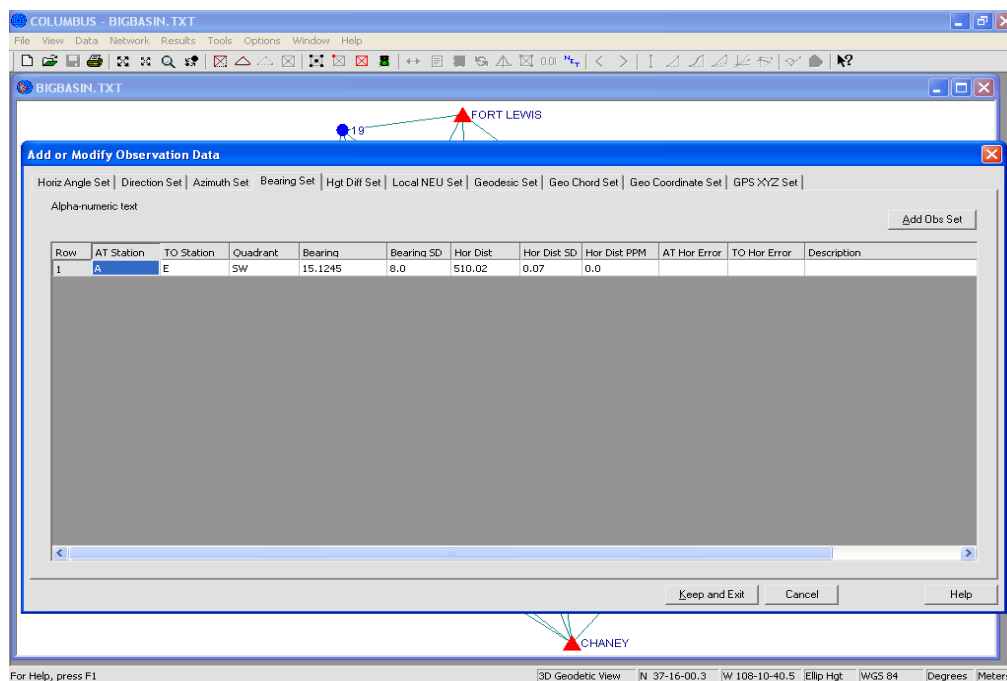 COLUMBUS - BIGBASIN.TXT
File View Data Network Results Tools Options Window Help
0.01 NET
BIGBASIN.TXT
FORT LEWIS
19
Add or Modify Observation Data
Horiz Angle Set Direction Set Azimuth Set Bearing Set Hgt Diff Set Local NEU Set Geodesic Set Geo Chord Set Geo Coordinate Set GPS XYZ Set
Alpha-numeric text
Add Obs Set
Row AT Station TO Station Quadrant Bearing Bearing SD Hor Dist Hor Dist SD Hor Dist PPM AT Hor Error TO Hor Error Description
1 A E SW 15.1245 8.0 510.02 0.07 0.0
Keep and Exit Cancel Help
CHANEY
For Help, press F1 3D Geodetic View N 37-16-00.3 W 108-10-40.5 Ellip Hgt WGS 84 Degrees Meter